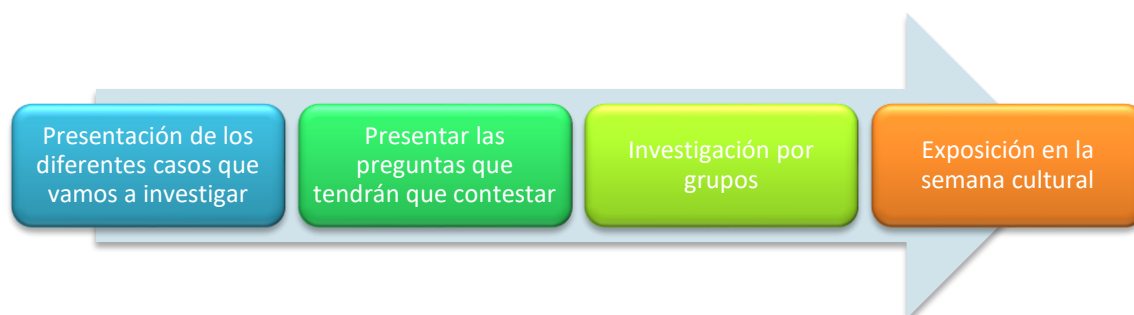 Presentación de los
diferentes casos que
vamos a investigar
Presentar las
preguntas que
tendrán que contestar
Investigación por
grupos
Exposición en la
semana cultural